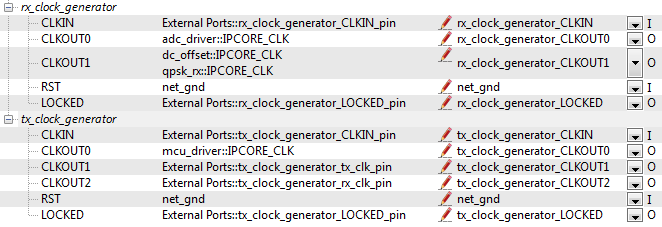 rx_clock_generator
CLKIN External Ports::rx_clock_generator_CLKIN_pin rx_clock_generator_CLKIN I
CLKOUT0 adc_driver::IPCORE_CLK rx_clock_generator_CLKOUT0 O
CLKOUT1 dc_offset::IPCORE_CLK rx_clock_generator_CLKOUT1 O
qpsk_rx::IPCORE_CLK
RST net_gnd net_gnd I
LOCKED External Ports::rx_clock_generator_LOCKED_pin rx_clock_generator_LOCKED O
tx_clock_generator
CLKIN External Ports::tx_clock_generator_CLKIN_pin tx_clock_generator_CLKIN I
CLKOUT0 mcu_driver::IPCORE_CLK tx_clock_generator_CLKOUT0 O
CLKOUT1 External Ports::tx_clock_generator_tx_clk_pin tx_clock_generator_CLKOUT1 O
CLKOUT2 External Ports::tx_clock_generator_rx_clk_pin tx_clock_generator_CLKOUT2 O
RST net_gnd net_gnd I
LOCKED External Ports::tx_clock_generator_LOCKED_pin tx_clock_generator_LOCKED O